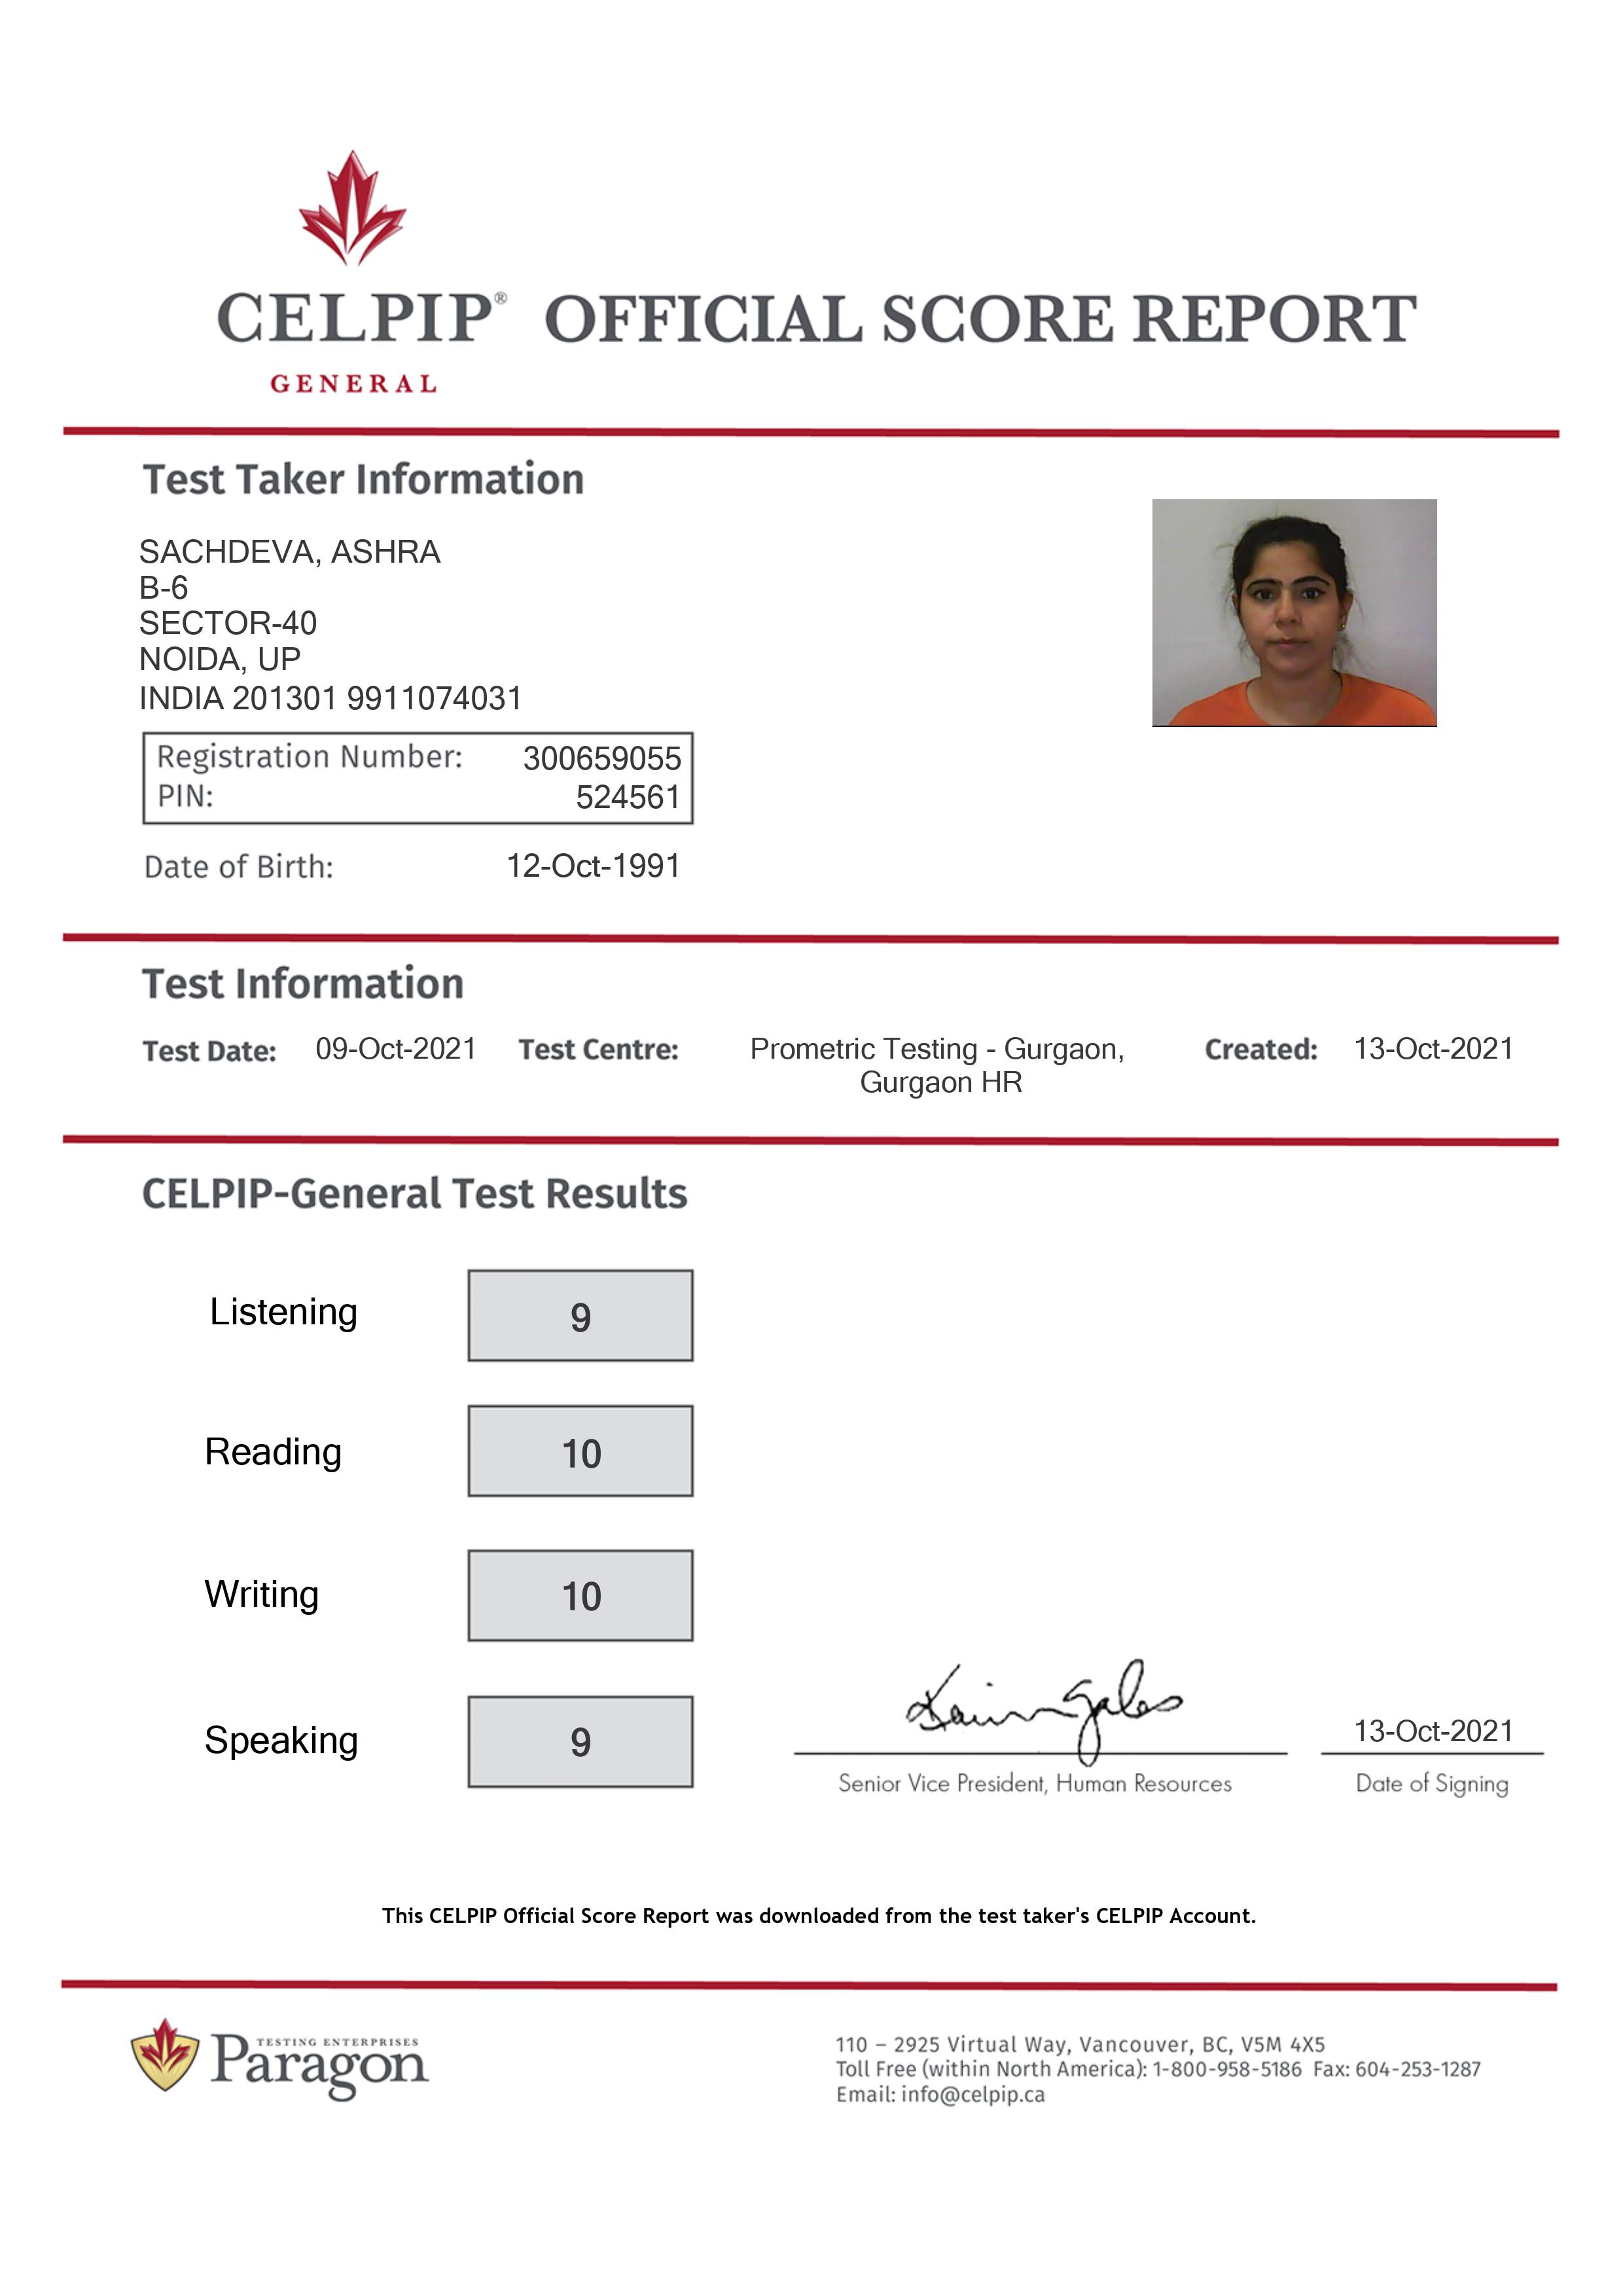 CELPIP® OFFICIAL SCORE REPORT
GENERAL
Test Taker Information
SACHDEVA, ASHRA
B-6
SECTOR-40
NOIDA, UP
INDIA 201301 9911074031
Registration Number: 300659055
PIN: 524561
Date of Birth: 12-Oct-1991
Test Information
Test Date: 09-Oct-2021 Test Centre: Prometric Testing - Gurgaon, Created: 13-Oct-2021
Gurgaon HR
CELPIP-General Test Results
Listening 9
Reading 10
Writing 10
Speaking 9
13-Oct-2021
Senior Vice President, Human Resources Date of Signing
This CELPIP Official Score Report was downloaded from the test taker's CELPIP Account.
TESTING ENTERPRISES
Paragon
110 – 2925 Virtual Way, Vancouver, BC, V5M 4X5
Toll Free (within North America): 1-800-958-5186 Fax: 604-253-1287
Email: info@celpip.ca